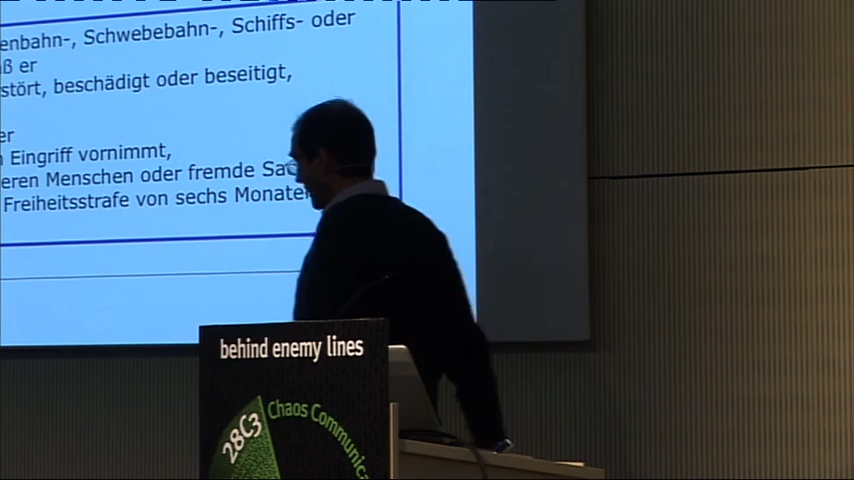 enbahn-, Schwebebahn-, Schiffs- oder
ß er
stört, beschädigt oder beseitigt,
er
Eingriff vornimmt,
eren Menschen oder fremde Sac
Freiheitsstrafe von sechs Monate
behind enemy lines
28C3
Chaos Communica